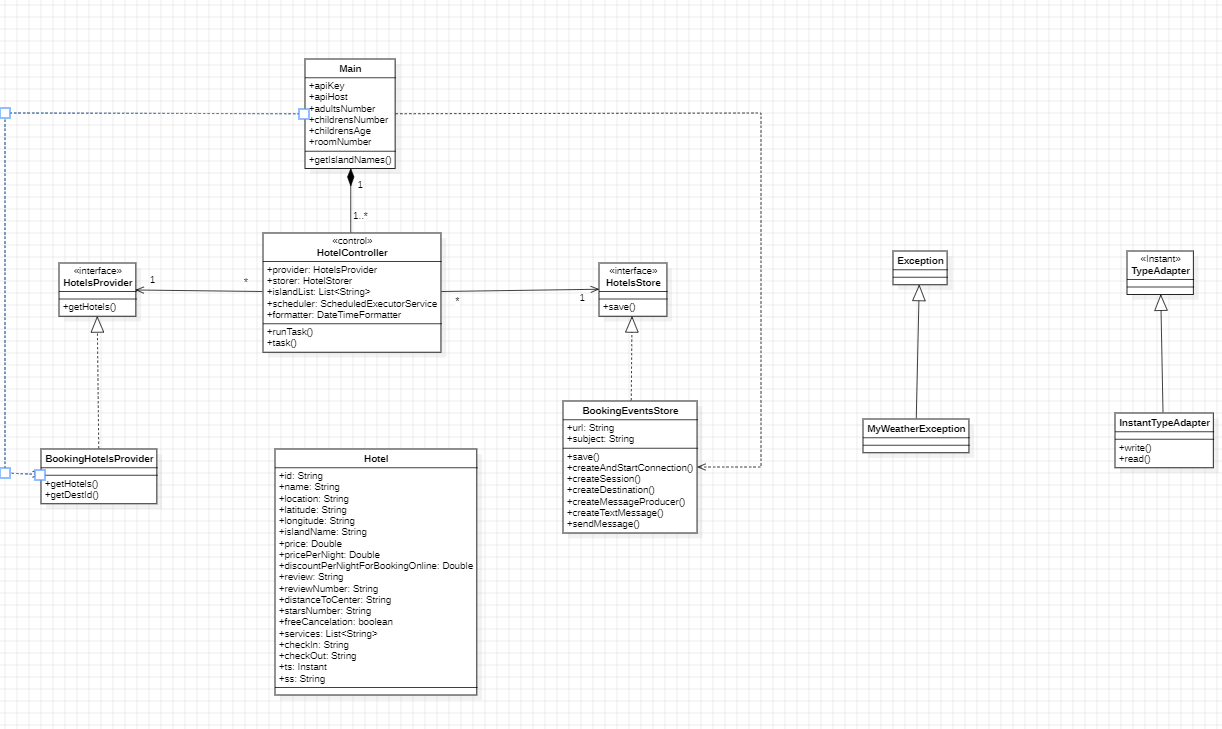 Main
+apiKey
+apiHost
+adultsNumber
+childrensNumber
+childrensAge
+roomNumber
+getIslandNames()
1
1..*
«control»
HotelController
+provider: HotelsProvider
+storer: HotelStorer
+islandList: List<String>
+scheduler: ScheduledExecutorService
+formatter: DateTimeFormatter
+runTask()
+task()
«interface»
HotelsProvider
+getHotels()
1
*
*
1
«interface»
HotelsStore
+save()
Exception
«Instant»
TypeAdapter
BookingHotelsProvider
+getHotels()
+getDestId()
Hotel
+id: String
+name: String
+location: String
+latitude: String
+longitude: String
+islandName: String
+price: Double
+pricePerNight: Double
+discountPerNightForBookingOnline: Double
+review: String
+reviewNumber: String
+distanceToCenter: String
+starsNumber: String
+freeCancelation: boolean
+services: List<String>
+checkIn: String
+checkOut: String
+ts: Instant
+ss: String
BookingEventsStore
+url: String
+subject: String
+save()
+createAndStartConnection()
+createSession()
+createDestination()
+createMessageProducer()
+createTextMessage()
+sendMessage()
MyWeatherException
InstantTypeAdapter
+write()
+read()